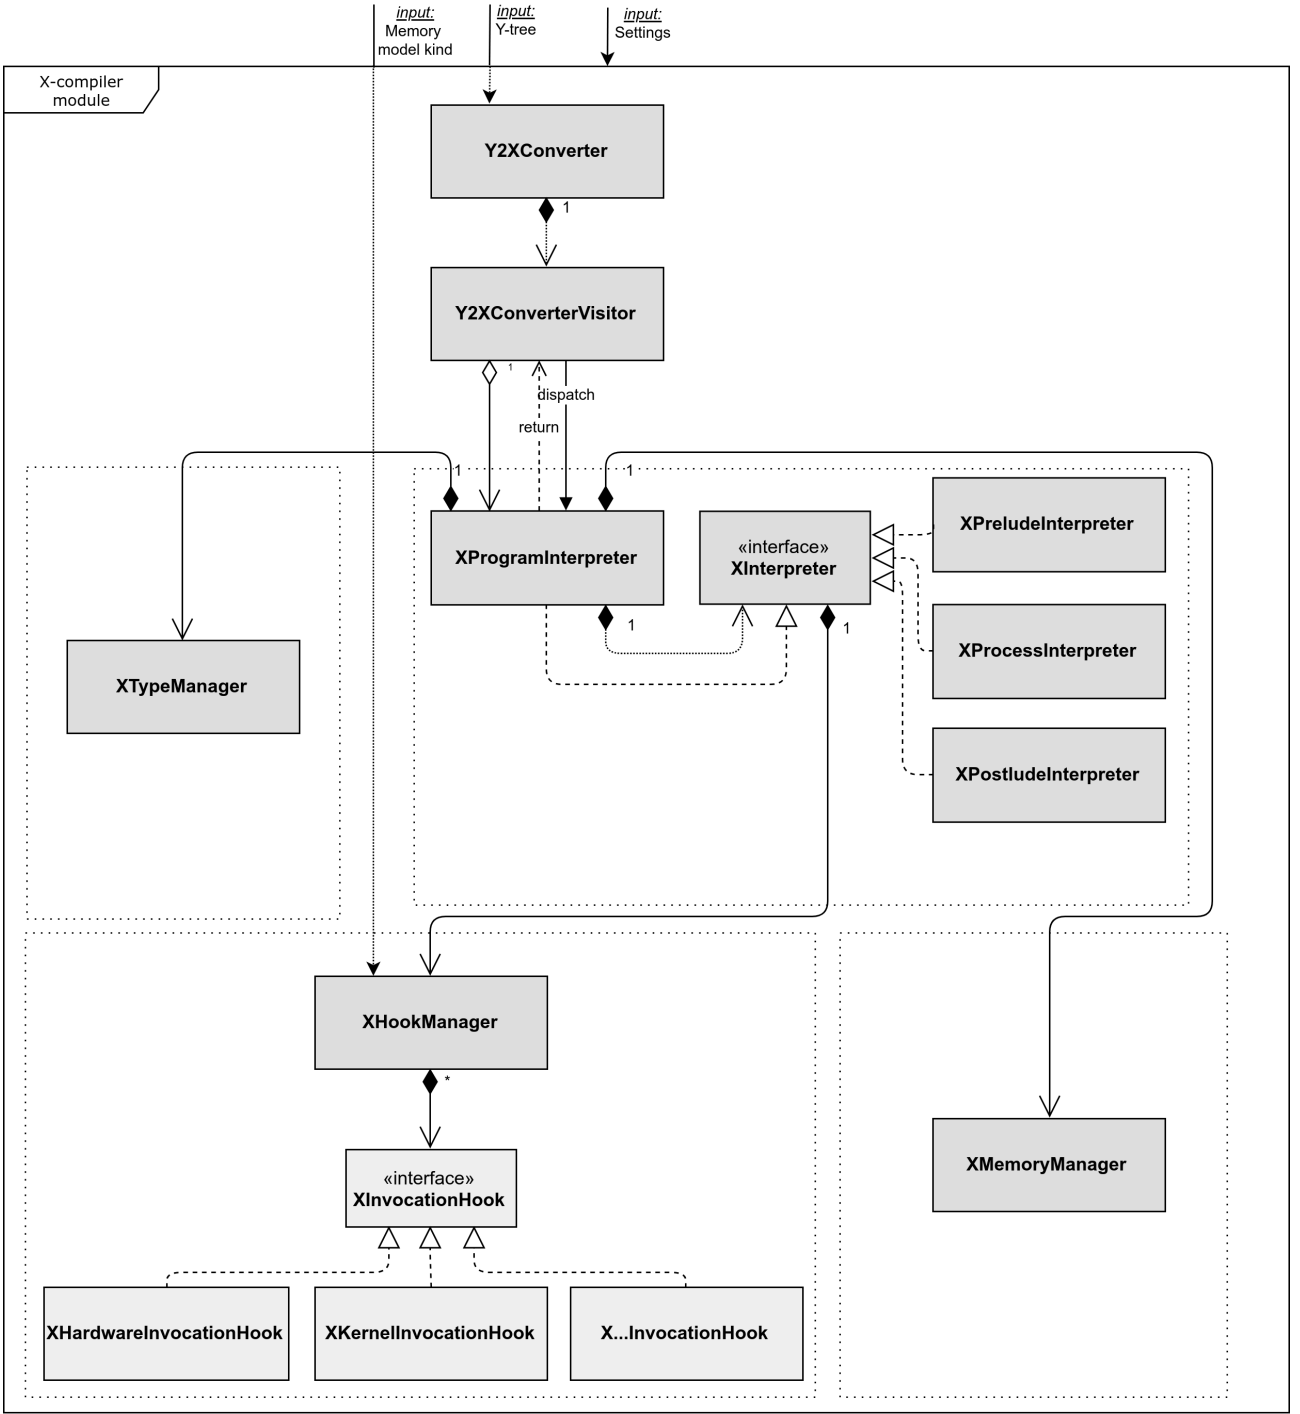 input:
Memory
model kind
input:
Y-tree
input:
Settings
X-compiler
module
Y2XConverter
1
Y2XConverterVisitor
1
dispatch
return
1
1
XProgramInterpreter
«interface»
XInterpreter
XPreludeInterpreter
1
1
XProcessInterpreter
XTypeManager
XPostludeInterpreter
XHookManager
*
«interface»
XInvocationHook
XMemoryManager
XHardwareInvocationHook
XKernelInvocationHook
X...InvocationHook